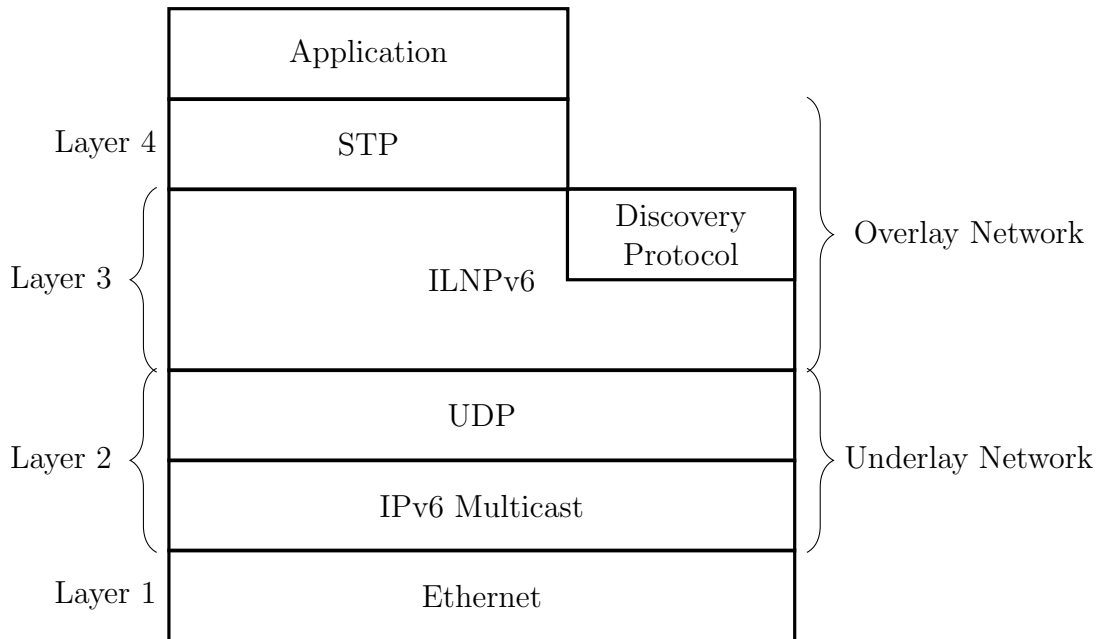 Application
Layer 4
STP
Discovery
Protocol
Overlay Network
Layer 3
ILNPv6
UDP
Layer 2
Underlay Network
IPv6 Multicast
Layer 1
Ethernet